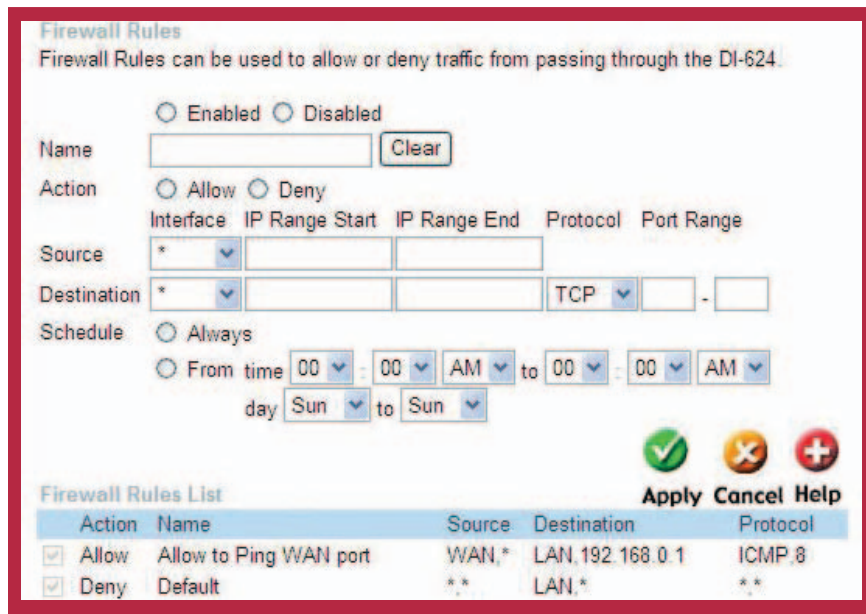 Firewall Rules
Firewall Rules can be used to allow or deny traffic from passing through the DI-624.
Enabled Disabled
Name Clear
Action Allow Deny
Interface IP Range Start IP Range End Protocol Port Range
Source *
Destination * TCP -
Schedule Always
From time 00 : 00 AM to 00 : 00 AM
day Sun to Sun
Apply Cancel Help
Firewall Rules List
Action Name Source Destination Protocol
Allow Allow to Ping WAN port WAN,* LAN,192.168.0.1 ICMP,8
Deny Default *,* LAN,* *,*